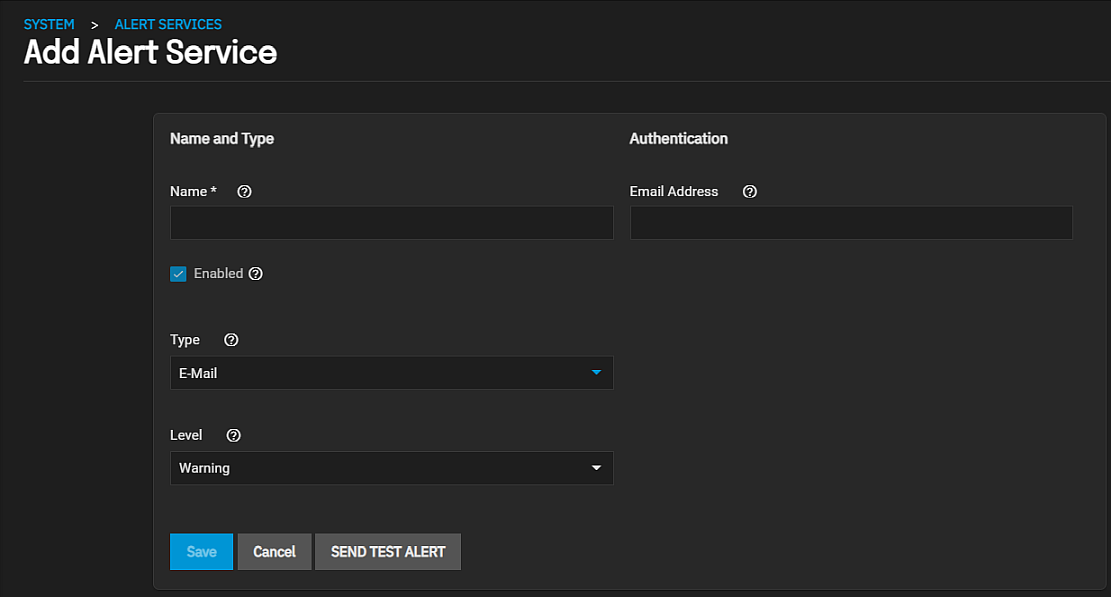 SYSTEM > ALERT SERVICES
Add Alert Service
Name and Type
Name *
Enabled
Type
E-Mail
Level
Warning
Save Cancel SEND TEST ALERT
Authentication
Email Address